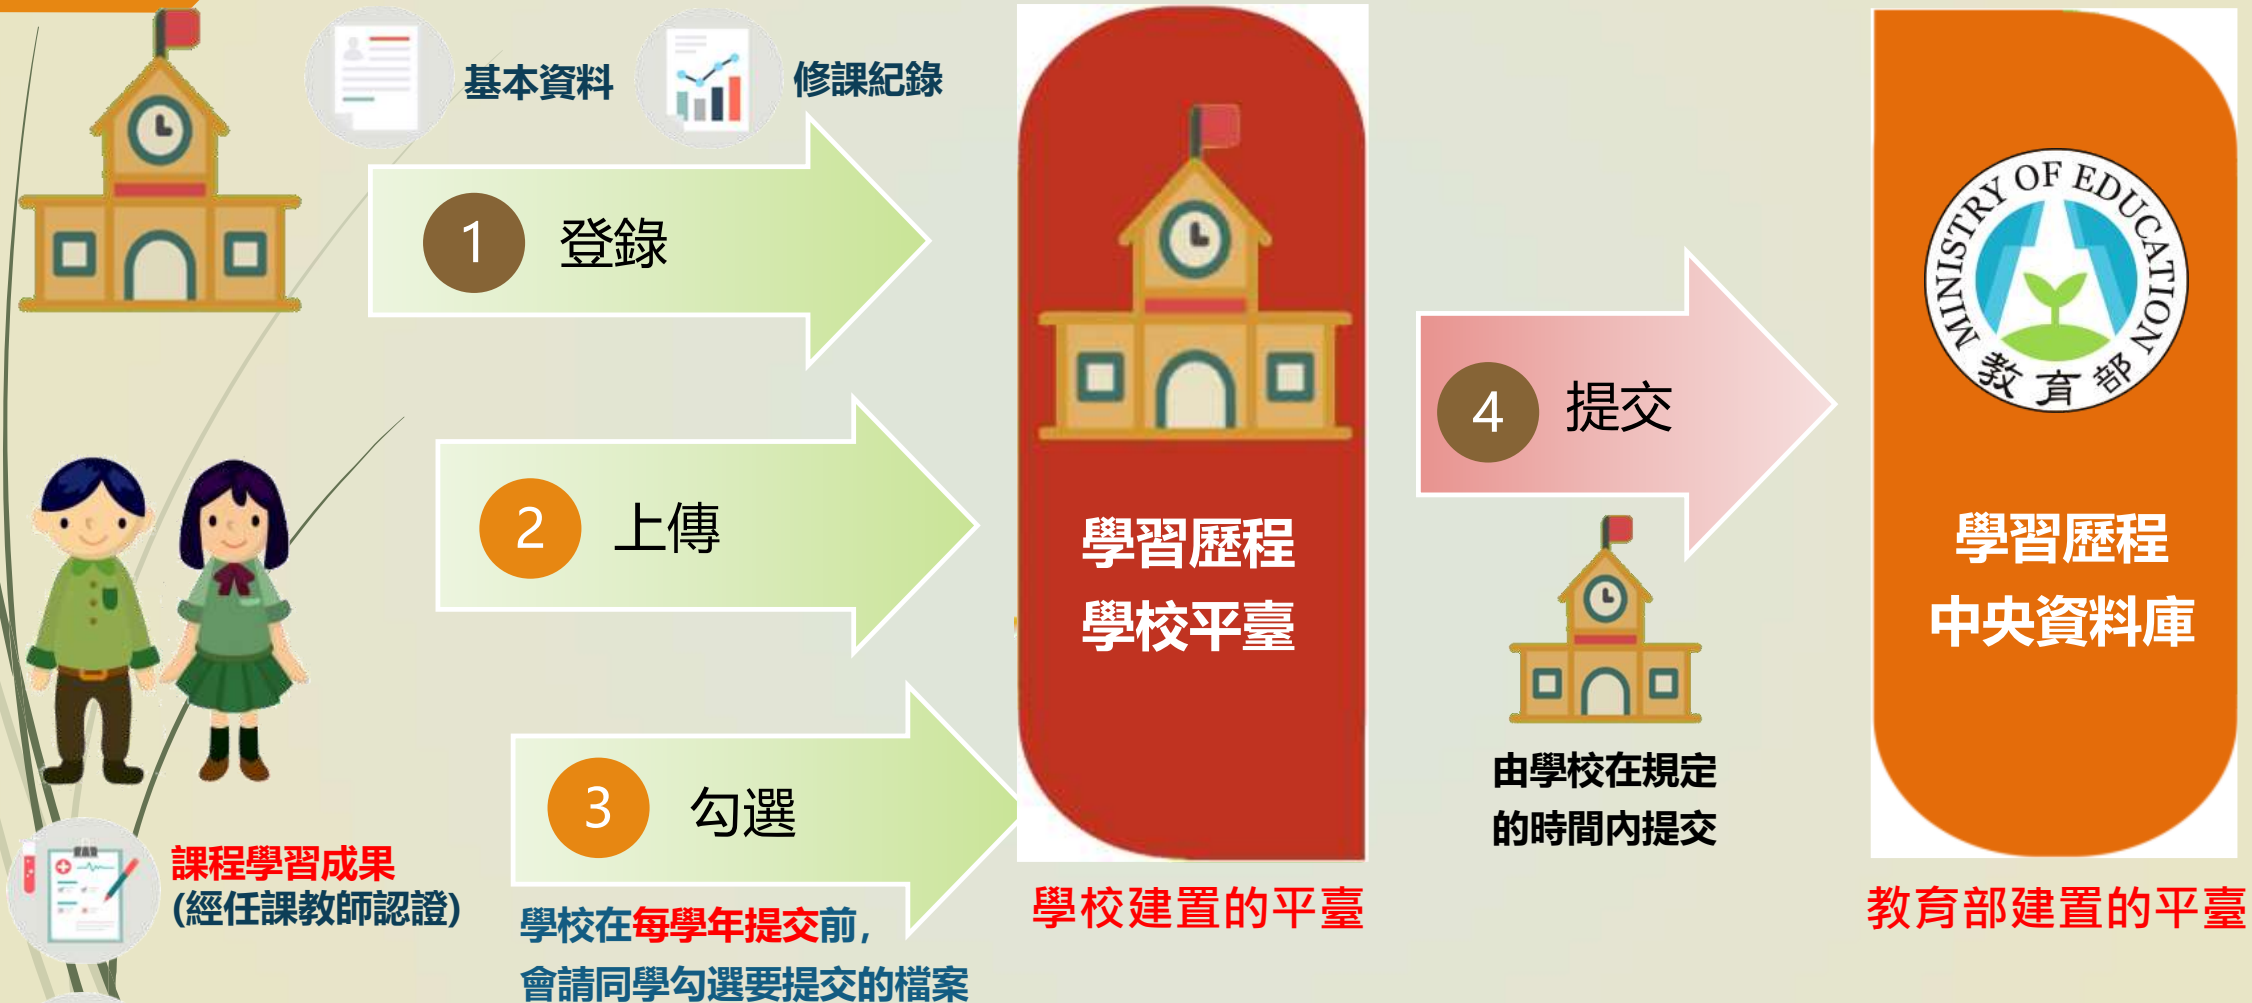 基本資料
修課紀錄
1 登錄
2 上傳
3 勾選
課程學習成果
(經任課教師認證)
學校在每學年提交前，
會請同學勾選要提交的檔案
學習歷程
學校平臺
學校建置的平臺
4 提交
由學校在規定
的時間內提交
MINISTRY OF EDUCATION
教育部
學習歷程
中央資料庫
教育部建置的平臺